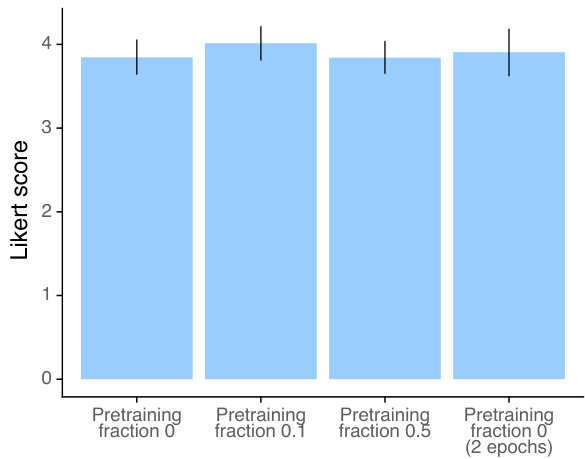 Likert score
4
3
2
1
0
Pretraining
fraction 0
Pretraining
fraction 0.1
Pretraining
fraction 0.5
Pretraining
fraction 0
(2 epochs)